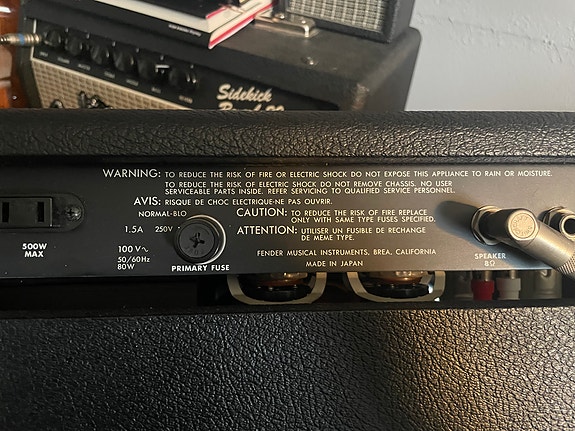 Sidekick
WARNING: TO REDUCE THE RISK OF FIRE OR ELECTRIC SHOCK DO NOT EXPOSE THIS APPLIANCE TO RAIN OR MOISTURE.
TO REDUCE THE RISK OF ELECTRIC SHOCK DO NOT REMOVE CHASSIS. NO USER
SERVICEABLE PARTS INSIDE. REFER SERVICING TO QUALIFIED SERVICE PERSONNEL.
AVIS: RISQUE DE CHOC ELECTRIQUE-NE PAS OUVRIR.
NORMAL-BLO
1.5A 250V
100V~
50/60Hz
80W
PRIMARY FUSE
500W
MAX
CAUTION: TO REDUCE THE RISK OF FIRE REPLACE
ONLY WITH SAME TYPE FUSES SPECIFIED.
ATTENTION: UTILISER UN FUSIBLE DE RECHANGE
DE MEME TYPE.
FENDER MUSICAL INSTRUMENTS, BREA, CALIFORNIA
MADE IN JAPAN
SPEAKER
8Ω